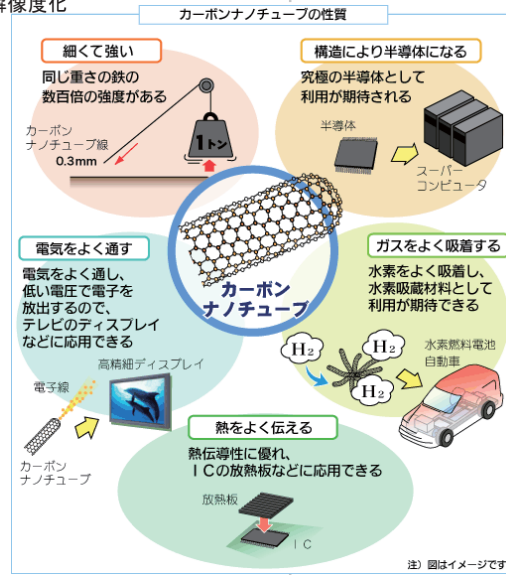 解像度化
カーボンナノチューブの性質
細くて強い
同じ重さの鉄の
数百倍の強度がある
カーボン
ナノチューブ線
0.3mm
1トン
構造により半導体になる
究極の半導体として
利用が期待される
半導体
スーパー
コンピュータ
カーボン
ナノチューブ
電気をよく通す
電気をよく通し、
低い電圧で電子を
放出するので、
テレビのディスプレイ
などに応用できる
高精細ディスプレイ
電子線
カーボン
ナノチューブ
ガスをよく吸着する
水素をよく吸着し、
水素吸蔵材料として
利用が期待できる
H2
H2
H2
水素燃料電池
自動車
熱をよく伝える
熱伝導性に優れ、
ICの放熱板などに応用できる
放熱板
IC
注）図はイメージです